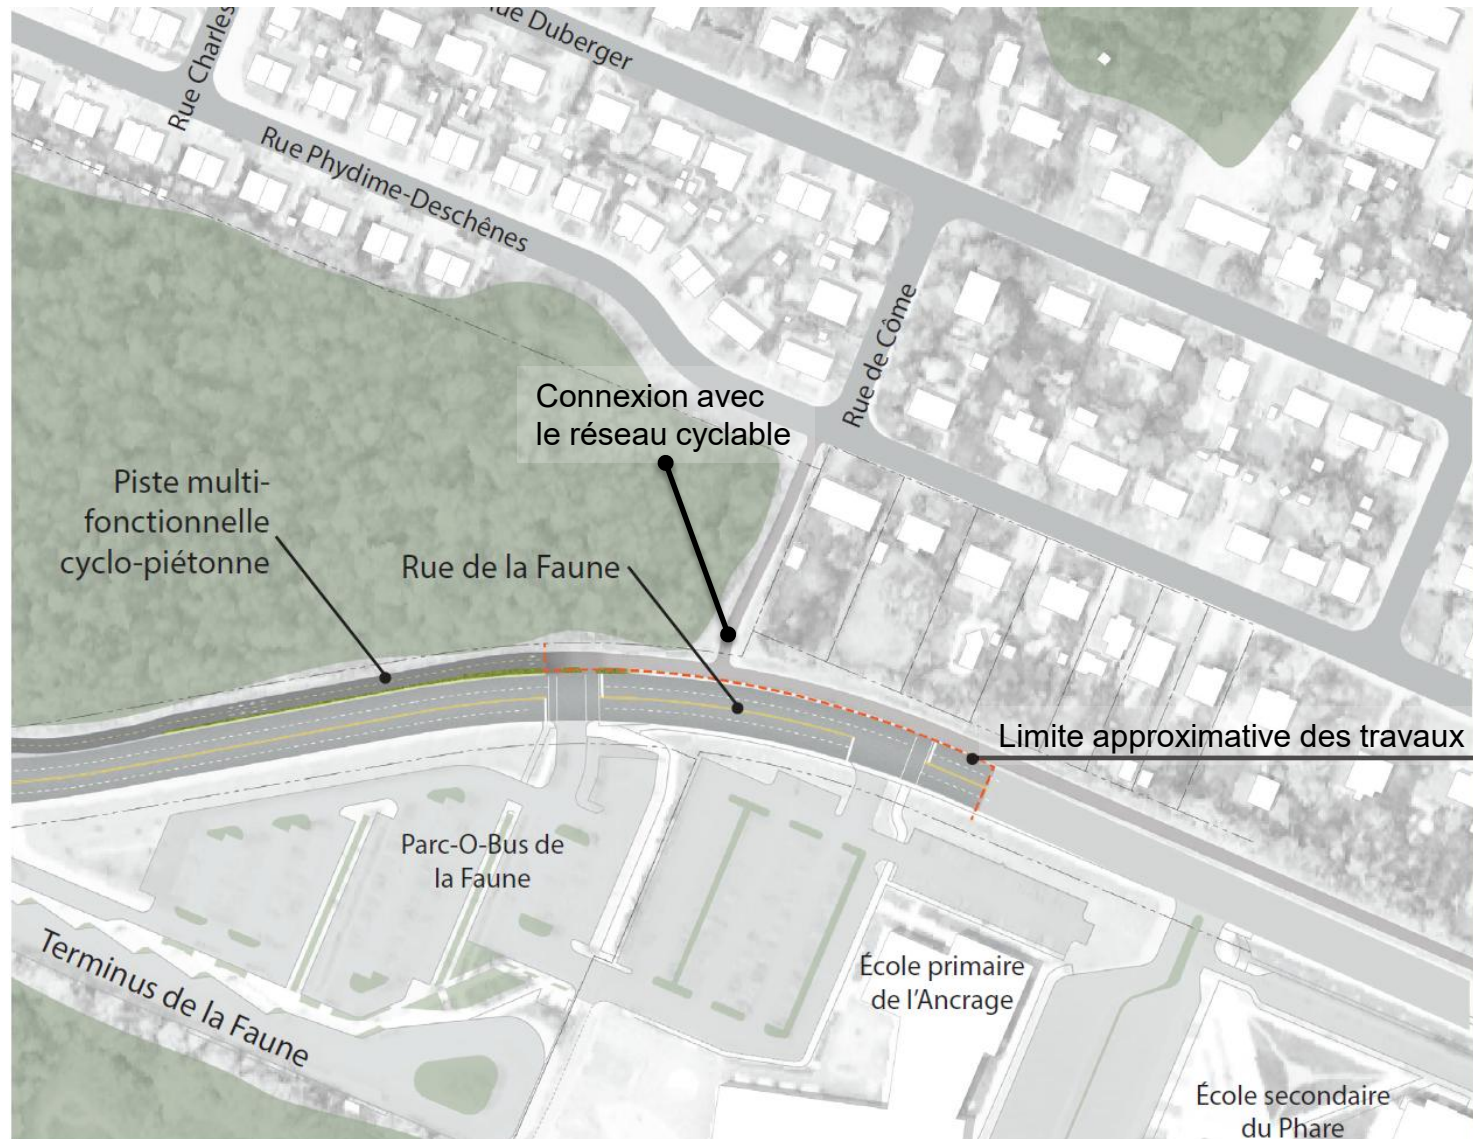 Rue Duberger
Rue Charles
Rue Phydime-Deschênes
Rue de Côme
Connexion avec
le réseau cyclable
Piste multi-
fonctionnelle
cyclo-piétonne
Rue de la Faune
Limite approximative des travaux
Parc-O-Bus de
la Faune
Terminus de la Faune
École primaire
de l'Ancrage
École secondaire
du Phare